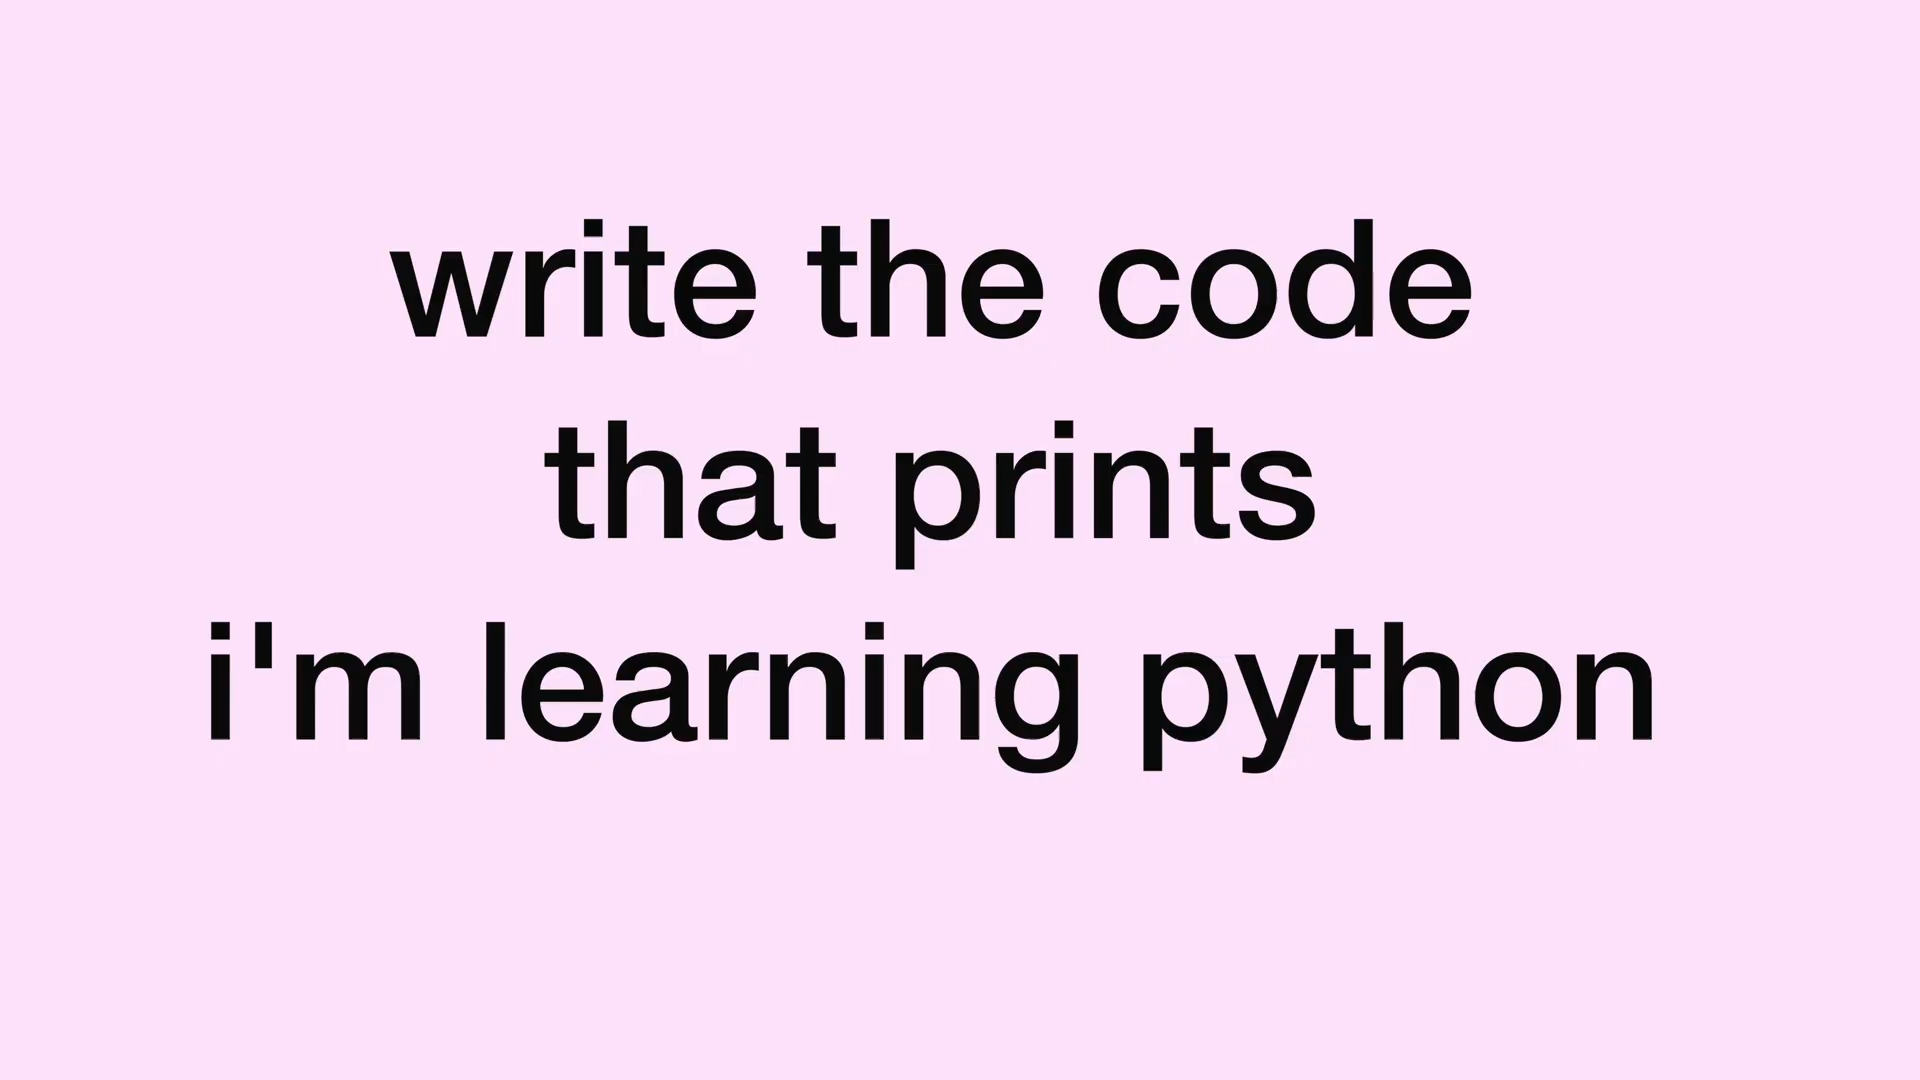 write the code
that prints
i'm learning python